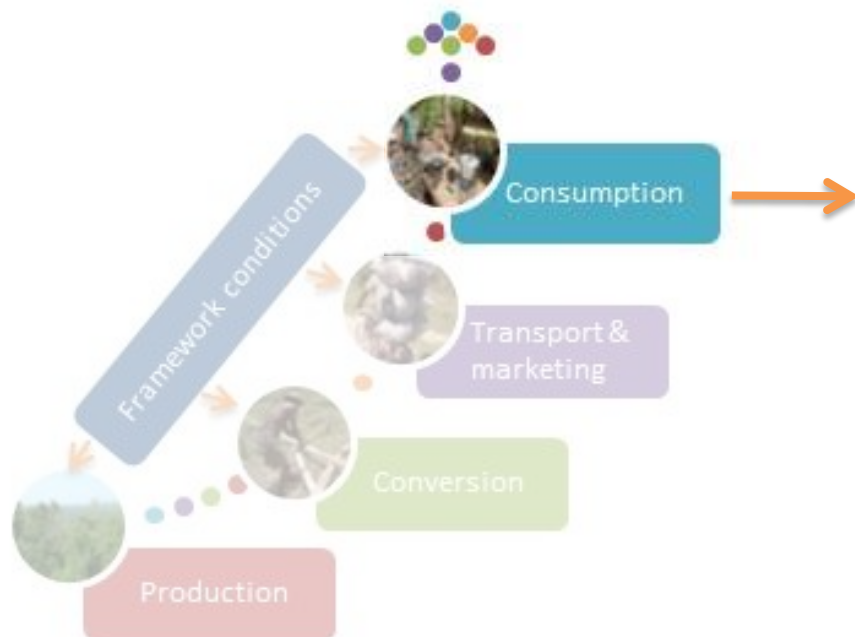 Consumption
Framework conditions
Transport &
marketing
Conversion
Production